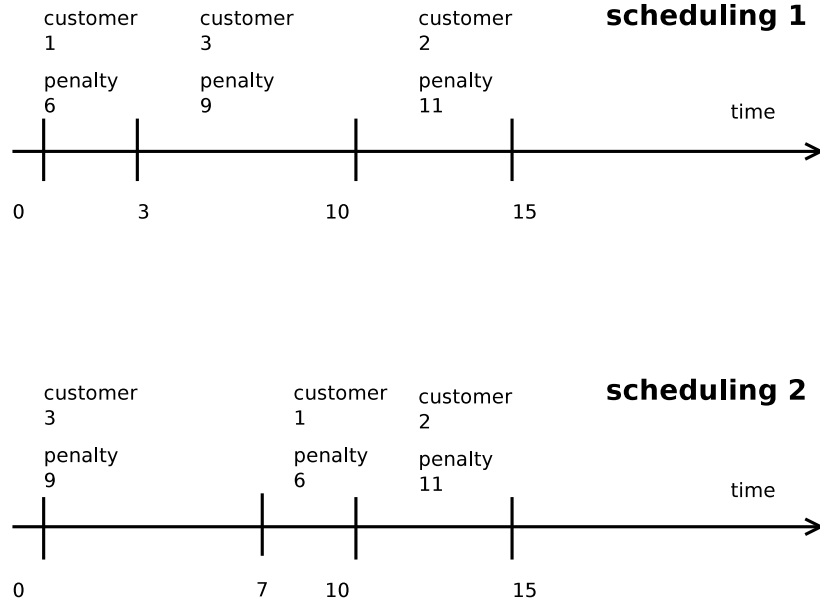 customer customer customer scheduling 1
1 3 2
penalty penalty penalty
6 9 11
time
0 3 10 15
customer customer customer scheduling 2
3 1 2
penalty penalty penalty
9 6 11
time
0 7 10 15